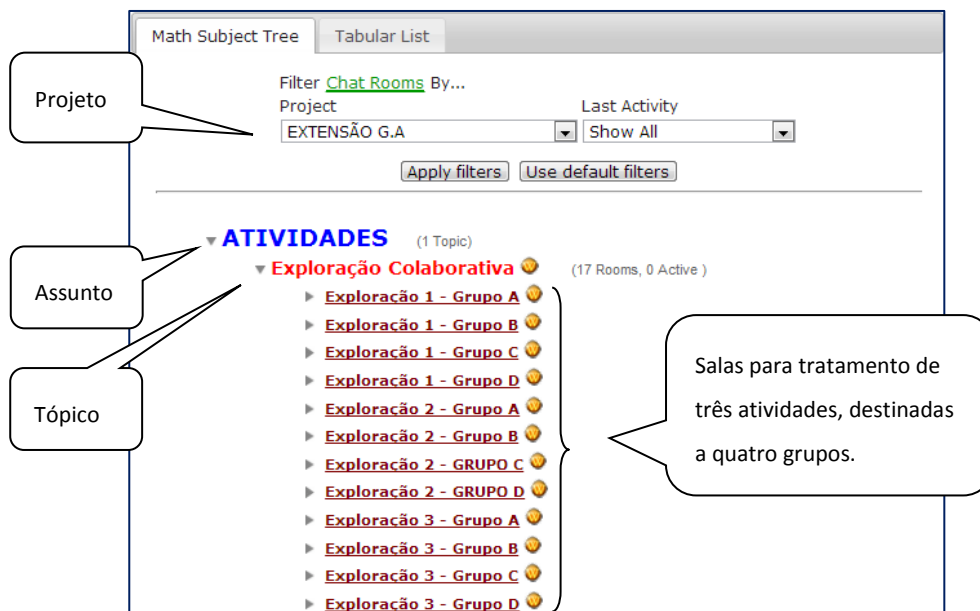 Math Subject Tree Tabular List
Filter Chat Rooms By...
Project Last Activity
EXTENSÃO G.A Show All
Apply filters Use default filters
Projeto
ATIVIDADES (1 Topic)
Assunto
Exploração Colaborativa (17 Rooms, 0 Active )
Tópico
Exploração 1 - Grupo A
Exploração 1 - Grupo B
Exploração 1 - Grupo C
Exploração 1 - Grupo D
Exploração 2 - Grupo A
Exploração 2 - Grupo B
Exploração 2 - GRUPO C
Exploração 2 - GRUPO D
Exploração 3 - Grupo A
Exploração 3 - Grupo B
Exploração 3 - Grupo C
Exploração 3 - Grupo D
Salas para tratamento de
três atividades, destinadas
a quatro grupos.